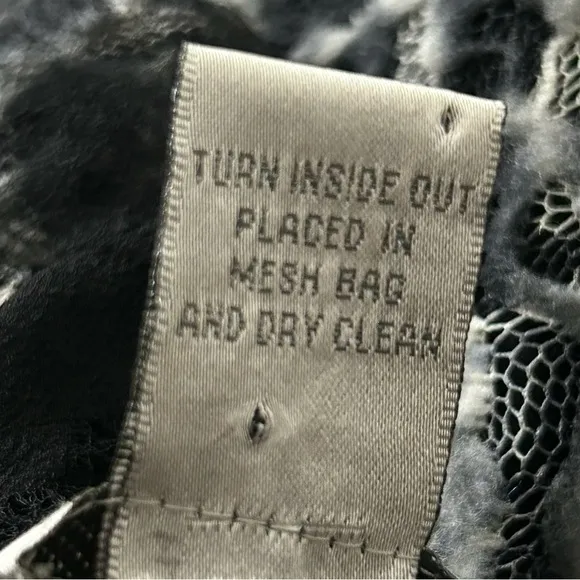 TURN INSIDE OUT
PLACED IN
MESH BAG
AND DRY CLEAN